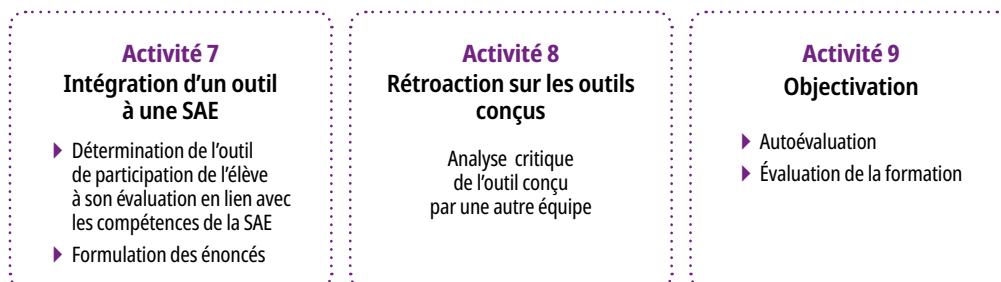 Activité 7
Intégration d’un outil
à une SAE
Détermination de l’outil
de participation de l’élève
à son évaluation en lien avec
les compétences de la SAE
Formulation des énoncés
Activité 8
Rétroaction sur les outils
conçus
Analyse critique
de l’outil conçu
par une autre équipe
Activité 9
Objectivation
Autoévaluation
Évaluation de la formation